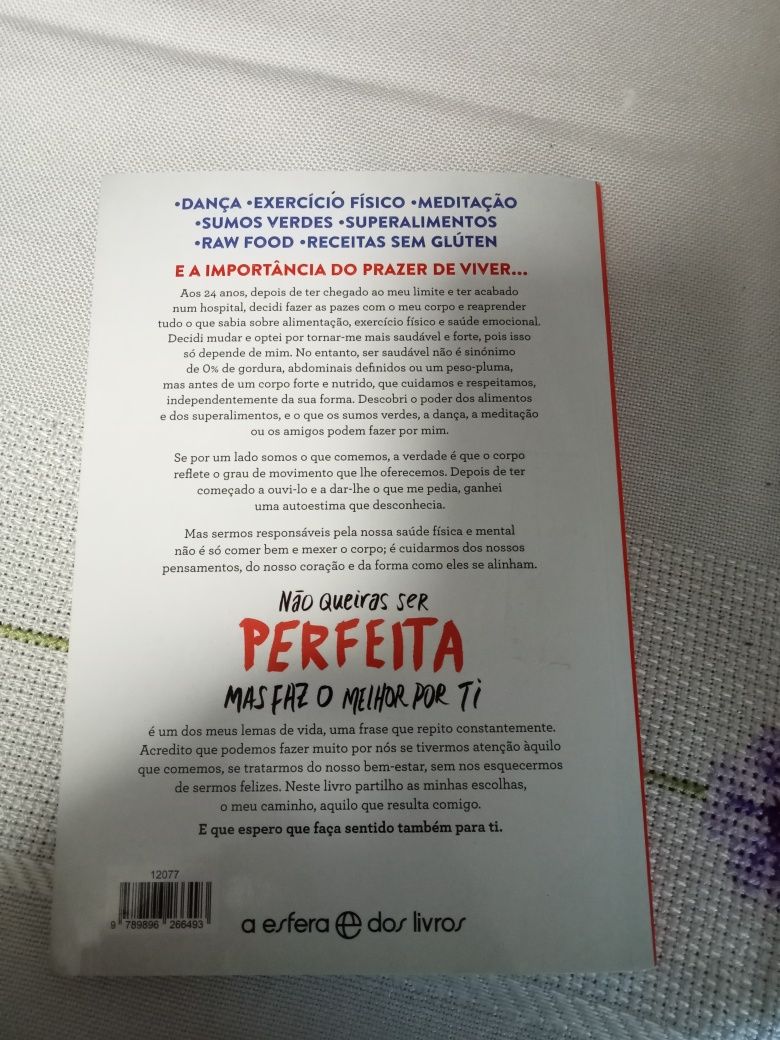 •DANÇA •EXERCÍCIO FÍSICO •MEDITAÇÃO
•SUMOS VERDES •SUPERALIMENTOS
•RAW FOOD •RECEITAS SEM GLÚTEN
E A IMPORTÂNCIA DO PRAZER DE VIVER...
Aos 24 anos, depois de ter chegado ao meu limite e ter acabado
num hospital, decidi fazer as pazes com o meu corpo e reaprender
tudo o que sabia sobre alimentação, exercício físico e saúde emocional.
Decidi mudar e optei por tornar-me mais saudável e forte, pois isso
só depende de mim. No entanto, ser saudável não é sinónimo
de 0% de gordura, abdominais definidos ou um peso-pluma,
mas antes de um corpo forte e nutrido, que cuidamos e respeitamos,
independentemente da sua forma. Descobri o poder dos alimentos
e dos superalimentos, e o que os sumos verdes, a dança, a meditação
ou os amigos podem fazer por mim.
Se por um lado somos o que comemos, a verdade é que o corpo
reflete o grau de movimento que lhe oferecemos. Depois de ter
começado a ouvi-lo e a dar-lhe o que me pedia, ganhei
uma autoestima que desconhecia.
Mas sermos responsáveis pela nossa saúde física e mental
não é só comer bem e mexer o corpo; é cuidarmos dos nossos
pensamentos, do nosso coração e da forma como eles se alinham.
NÃO QUEIRAS SER
PERFEITA
MAS FAZ O MELHOR POR TI
é um dos meus lemas de vida, uma frase que repito constantemente.
Acredito que podemos fazer muito por nós se tivermos atenção àquilo
que comemos, se tratarmos do nosso bem-estar, sem nos esquecermos
de sermos felizes. Neste livro partilho as minhas escolhas,
o meu caminho, aquilo que resulta comigo.
E que espero que faça sentido também para ti.
12077
9 789896 266493
a esfera e dos livros